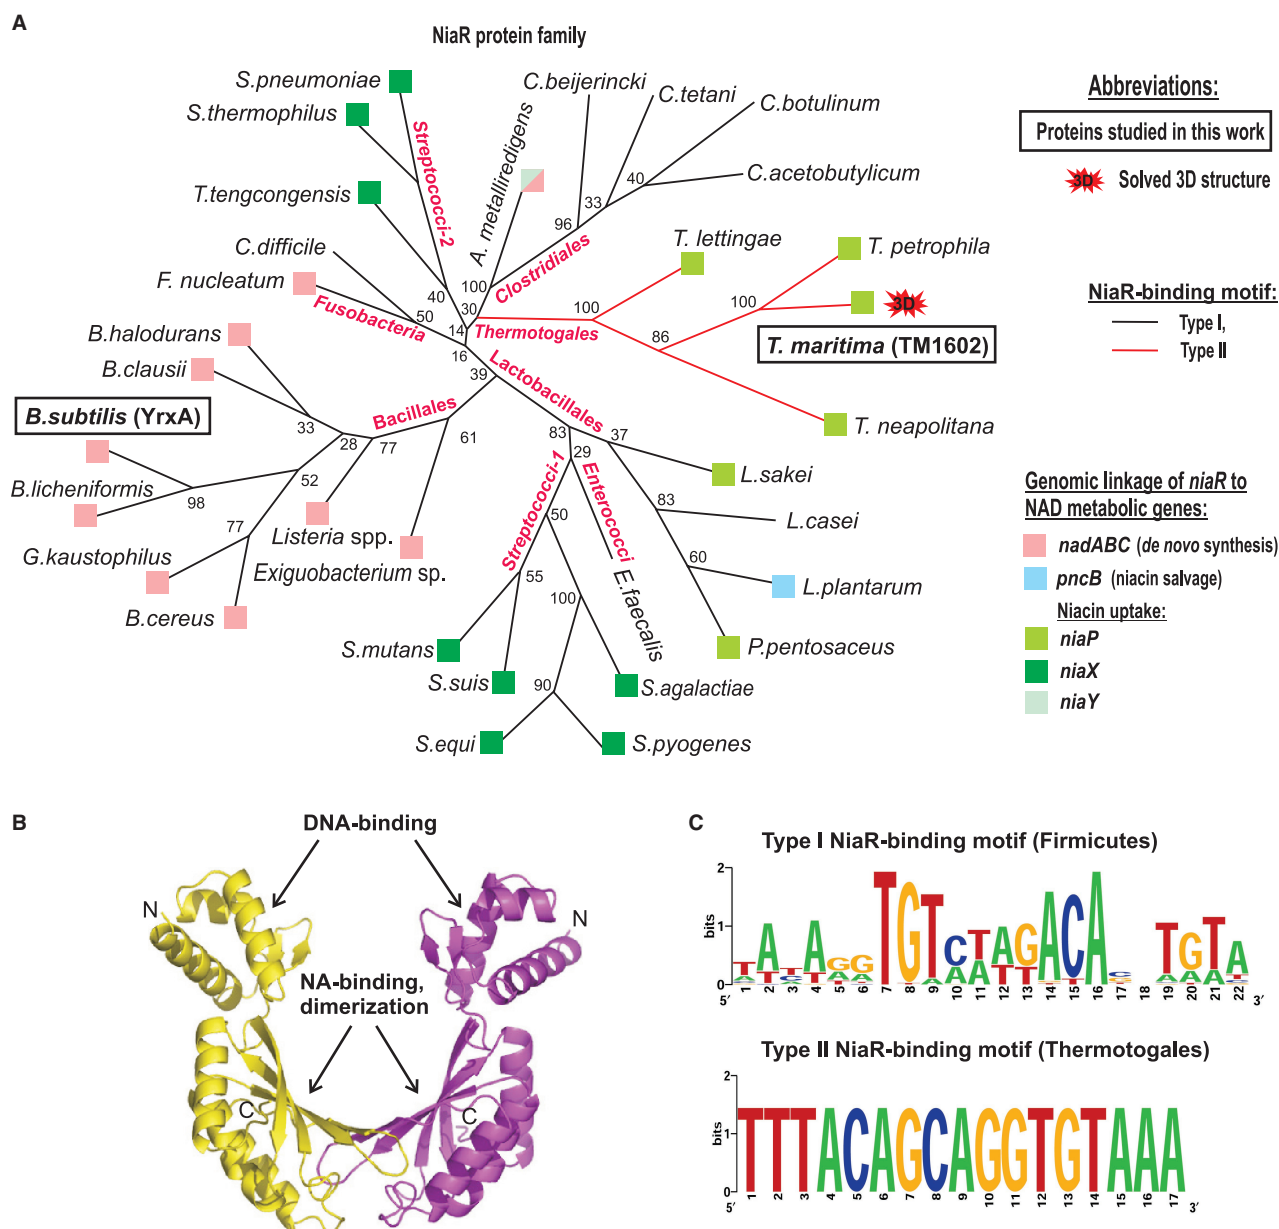 A
NiaR protein family
S.pneumoniae
S.thermophilus
T.tengcongensis
C.difficile
F. nucleatum
B.halodurans
B.clausii
B.subtilis (YrxA)
B.licheniformis
G.kaustophilus
B.cereus
Listeria spp.
Exiguobacterium sp.
Streptococci-2
A. metalliredigens
C.beijerincki
C.tetani
C.botulinum
C.acetobutylicum
Clostridiales
Fusobacteria
Thermotogales
T. lettingae
T. petrophila
3D
T. maritima (TM1602)
T. neapolitana
Lactobacillales
Bacillales
Streptococci-1
Enterococci
E.faecalis
L.sakei
L.casei
L.plantarum
P.pentosaceus
S.mutans
S.suis
S.equi
S.pyogenes
S.agalactiae
40
33
96
100
40
30
14
50
16
39
100
100
86
33
28
77
61
52
98
77
83
29
37
50
83
55
60
100
90
Abbreviations:
Proteins studied in this work
3D Solved 3D structure
NiaR-binding motif:
Type I,
Type II
Genomic linkage of niaR to
NAD metabolic genes:
nadABC (de novo synthesis)
pncB (niacin salvage)
Niacin uptake:
niaP
niaX
niaY
B
DNA-binding
N
N
NA-binding,
dimerization
C
C
C
Type I NiaR-binding motif (Firmicutes)
2
1
0
bits
TATAGGTGTCTAGACAC TGTA
5′ 1 2 3 4 5 6 7 8 9 10 11 12 13 14 15 16 17 18 19 20 21 22 3′
Type II NiaR-binding motif (Thermotogales)
2
1
0
bits
TTTACAGCAGGTGTAAA
5′ 1 2 3 4 5 6 7 8 9 10 11 12 13 14 15 16 17 3′